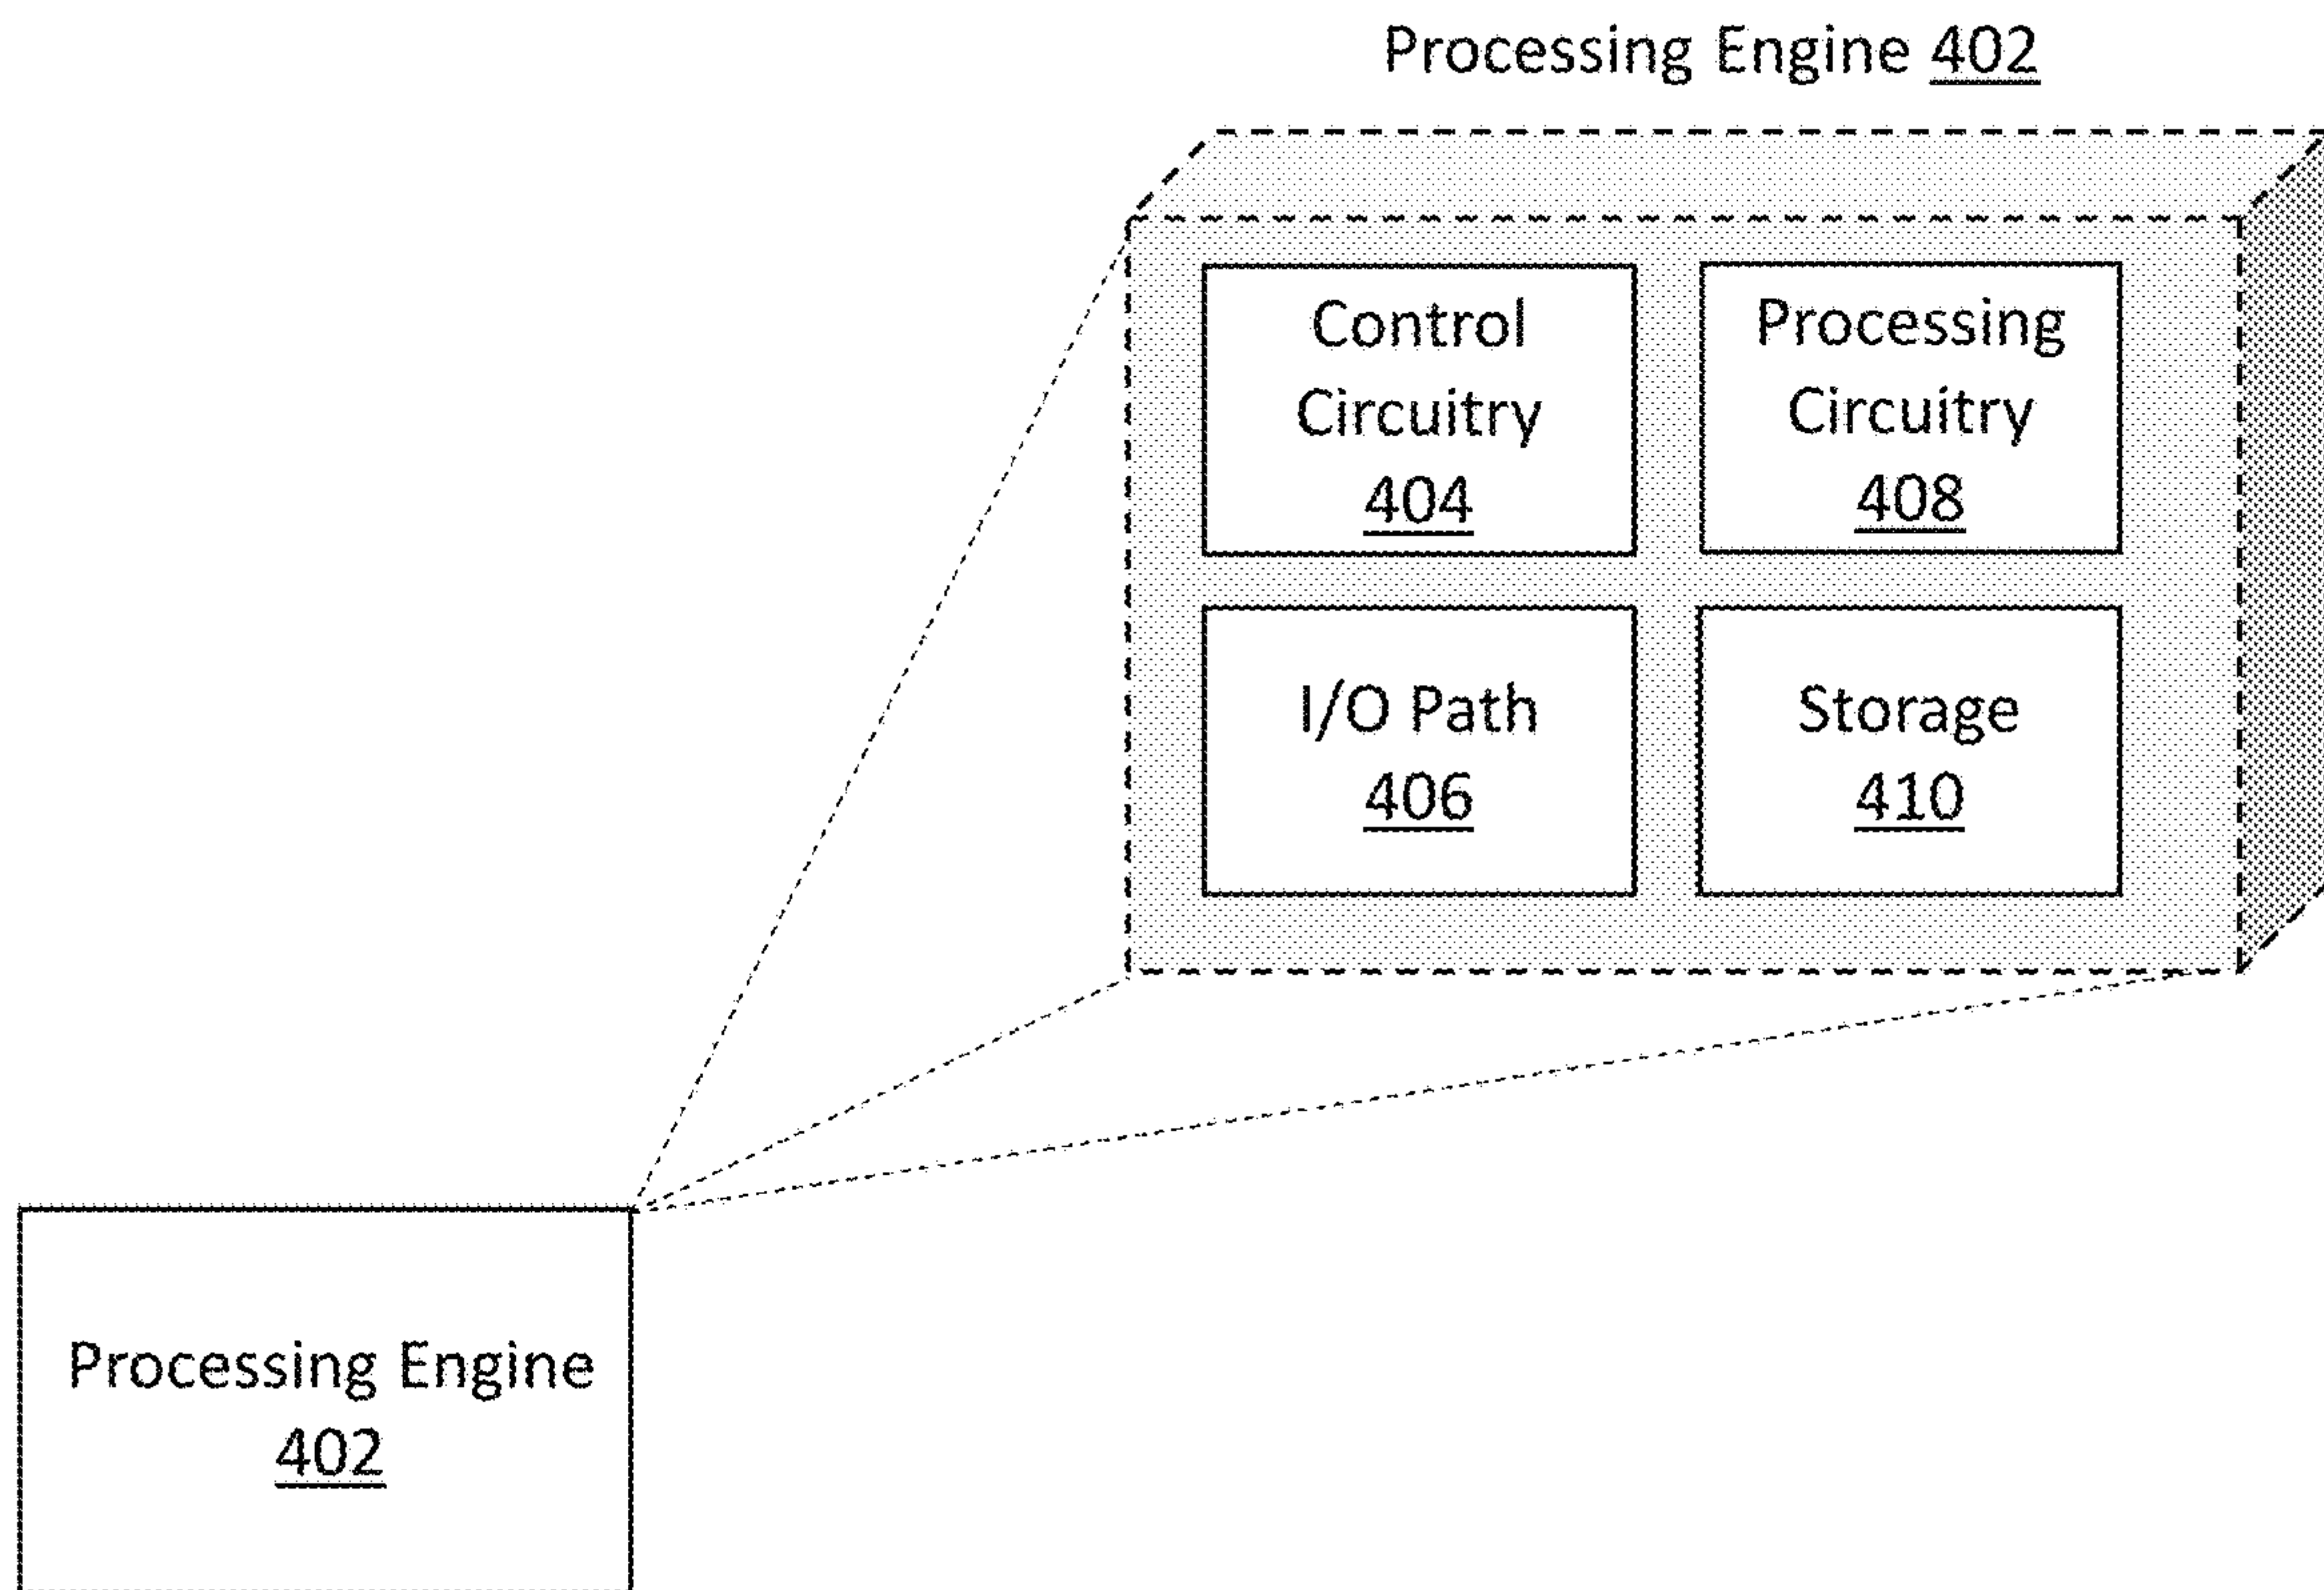 Processing Engine 402
Control
Circuitry
404
Processing
Circuitry
408
I/O Path
406
Storage
410
Processing Engine
402